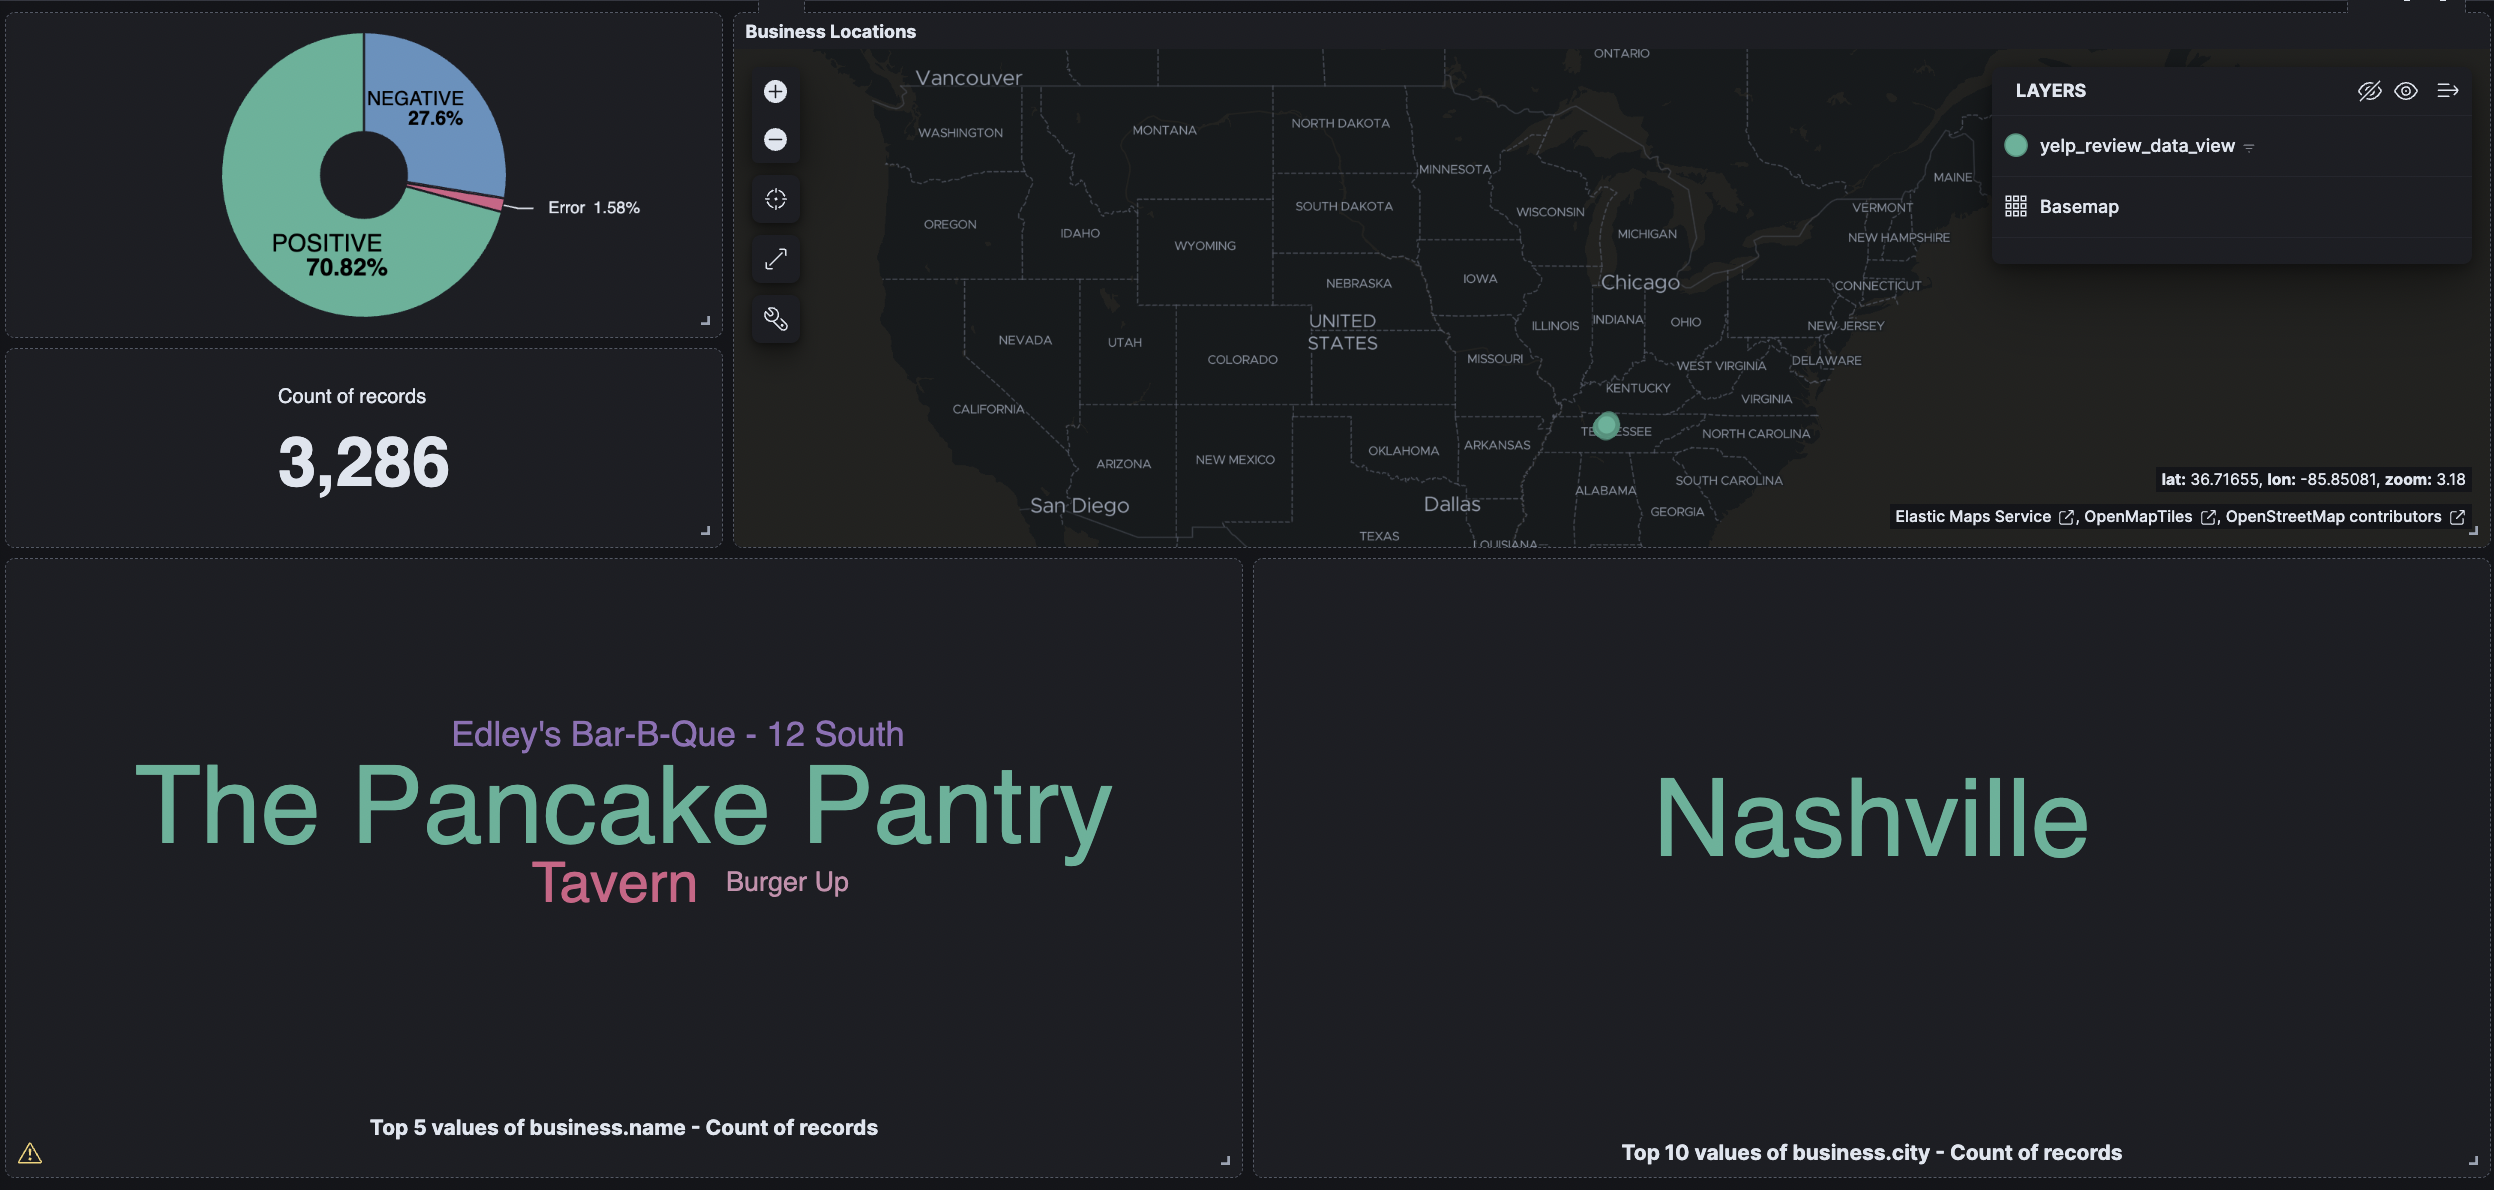 NEGATIVE
27.6%
Error 1.58%
POSITIVE
70.82%
Count of records
3,286
Business Locations
ONTARIO
Vancouver
WASHINGTON
MONTANA
NORTH DAKOTA
MINNESOTA
MAINE
OREGON
IDAHO
SOUTH DAKOTA
WISCONSIN
VERMONT
WYOMING
MICHIGAN
NEW HAMPSHIRE
NEBRASKA
IOWA
Chicago
CONNECTICUT
UNITED
STATES
ILLINOIS
INDIANA
OHIO
NEW JERSEY
NEVADA
UTAH
COLORADO
MISSOURI
WEST VIRGINIA
DELAWARE
KENTUCKY
VIRGINIA
CALIFORNIA
ARIZONA
NEW MEXICO
OKLAHOMA
ARKANSAS
NORTH CAROLINA
San Diego
Dallas
ALABAMA
SOUTH CAROLINA
GEORGIA
TEXAS
LOUISIANA
LAYERS
yelp_review_data_view
Basemap
lat: 36.71655, lon: -85.85081, zoom: 3.18
Elastic Maps Service , OpenMapTiles , OpenStreetMap contributors
Edley's Bar-B-Que - 12 South
The Pancake Pantry
Tavern Burger Up
Top 5 values of business.name - Count of records
Nashville
Top 10 values of business.city - Count of records